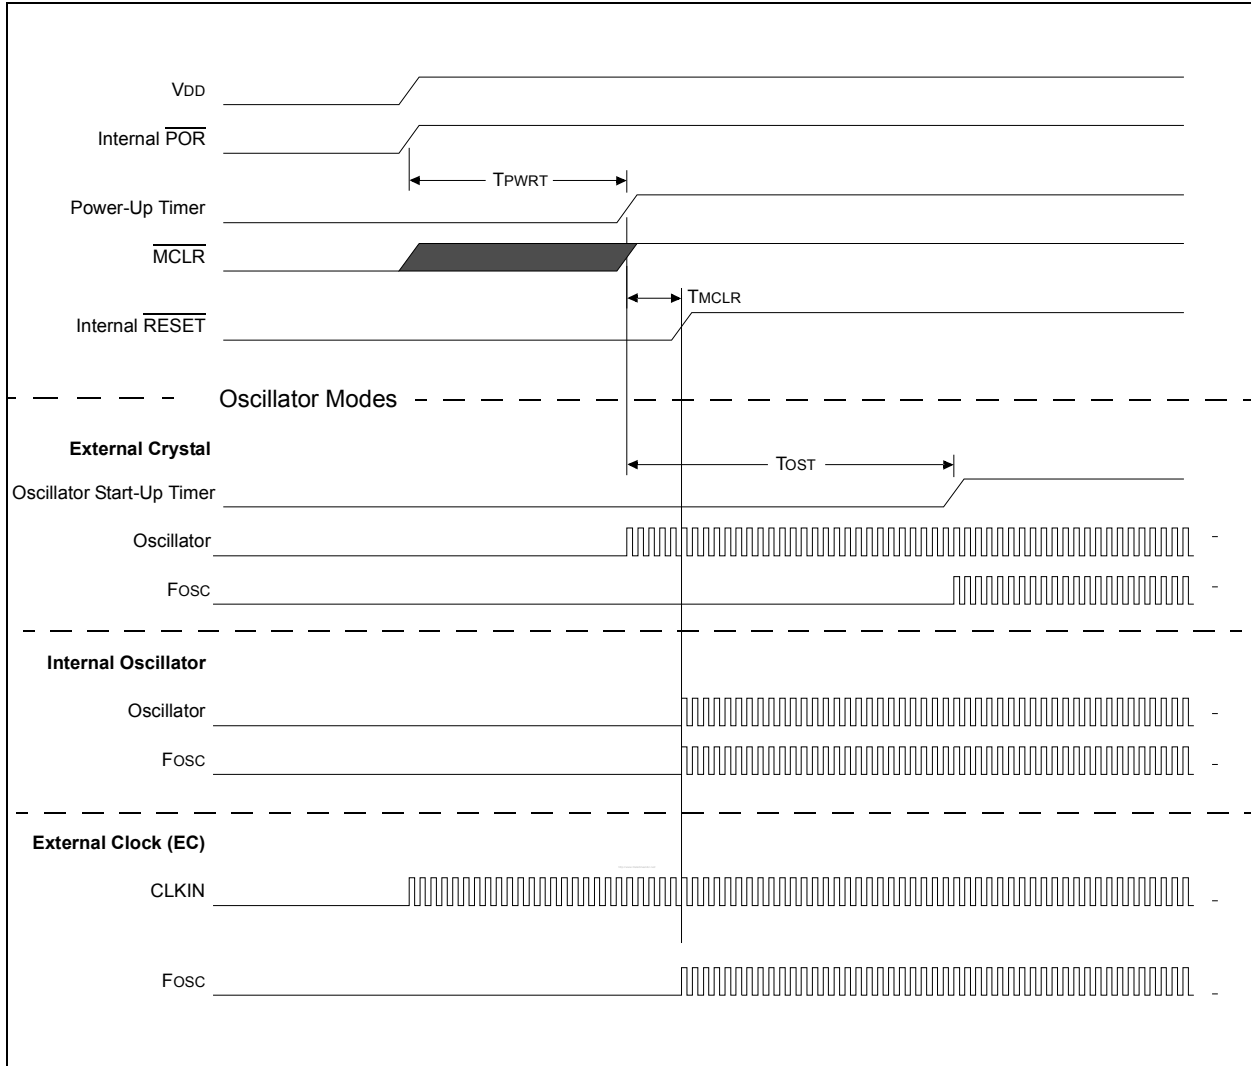 VDD
Internal POR
TPWRT
Power-Up Timer
MCLR
TMCLR
Internal RESET
Oscillator Modes
External Crystal
TOST
Oscillator Start-Up Timer
Oscillator
FOSC
Internal Oscillator
Oscillator
FOSC
External Clock (EC)
CLKIN
FOSC